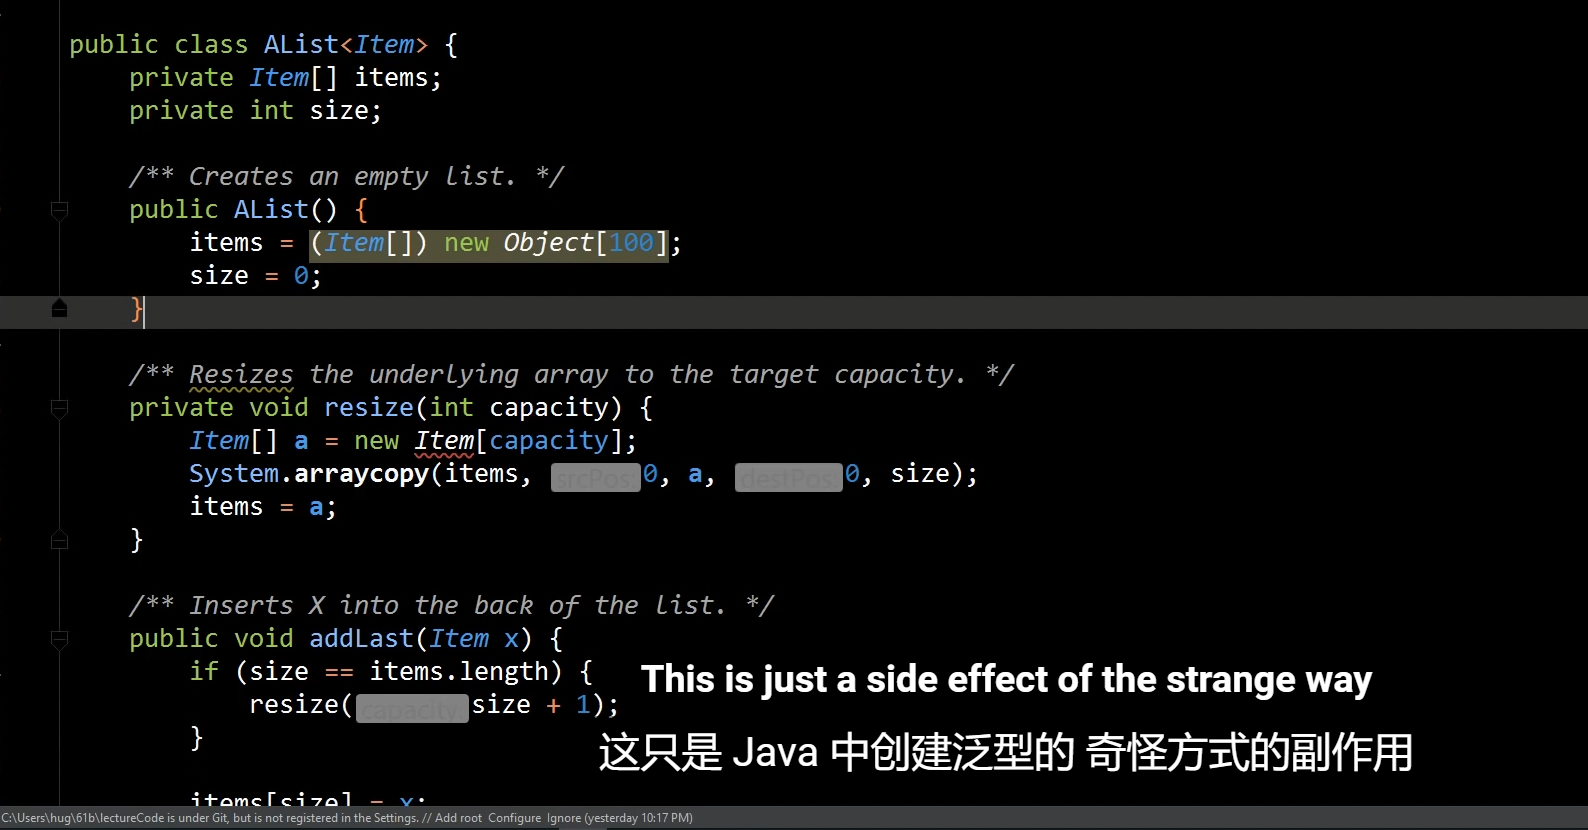 public class AList<Item> {
private Item[] items;
private int size;
/** Creates an empty list. */
public AList() {
items = (Item[]) new Object[100];
size = 0;
}
/** Resizes the underlying array to the target capacity. */
private void resize(int capacity) {
Item[] a = new Item[capacity];
System.arraycopy(items, srcPos: 0, a, destPos: 0, size);
items = a;
}
/** Inserts X into the back of the list. */
public void addLast(Item x) {
if (size == items.length) {
resize( capacity: size + 1);
}
items[size] = x;
This is just a side effect of the strange way
这只是 Java 中创建泛型的 奇怪方式的副作用
C:\Users\hug\61b\lectureCode is under Git, but is not registered in the Settings. // Add root Configure Ignore (yesterday 10:17 PM)